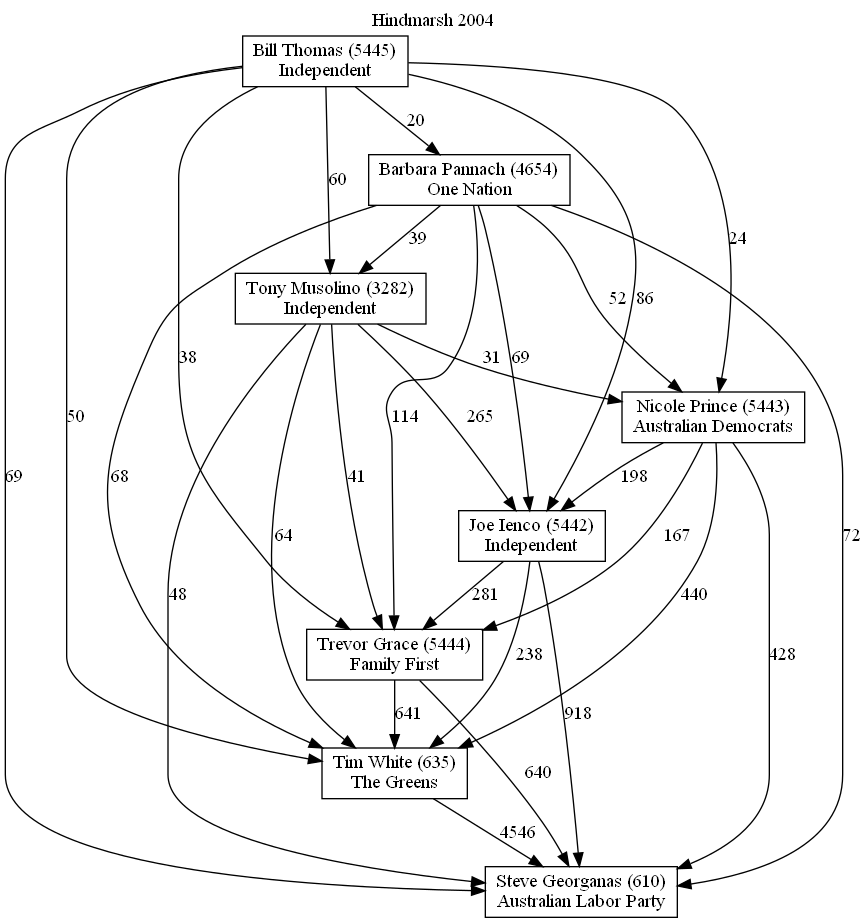 Hindmarsh 2004
Bill Thomas (5445)
Independent
20
Barbara Pannach (4654)
One Nation
60
39
24
Tony Musolino (3282)
Independent
52
86
38
31
69
Nicole Prince (5443)
Australian Democrats
50
114
265
69
68
41
198
Joe Ienco (5442)
Independent
64
167
72
48
281
440
Trevor Grace (5444)
Family First
238
428
641
918
Tim White (635)
The Greens
640
4546
Steve Georganas (610)
Australian Labor Party